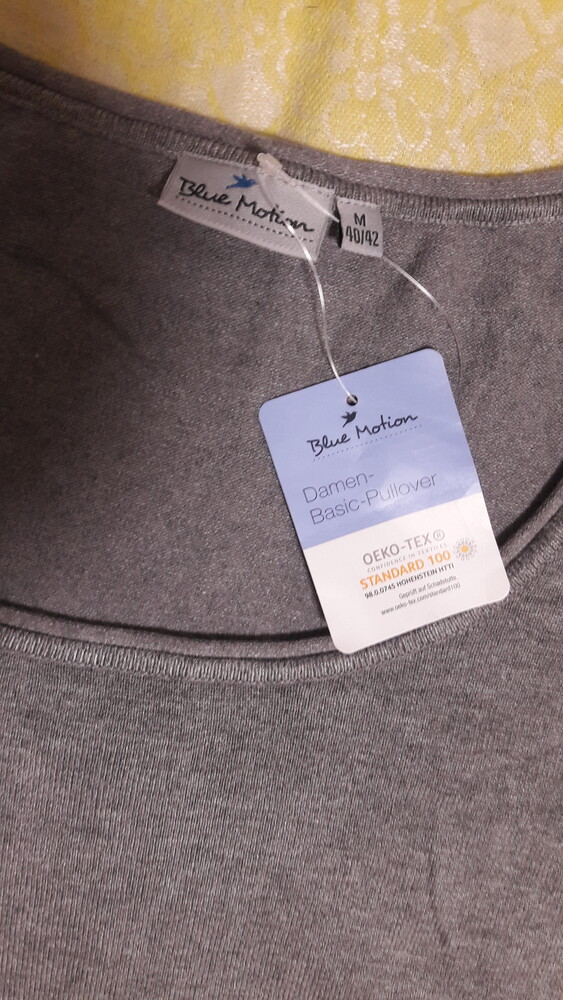 Blue Motion
M
40/42
Blue Motion
Damen-
Basic-Pullover
OEKO-TEX®
CONFIDENCE IN TEXTILES
STANDARD 100
98.0.0745 HOHENSTEIN HTTI
Geprüft auf Schadstoffe.
www.oeko-tex.com/standard100